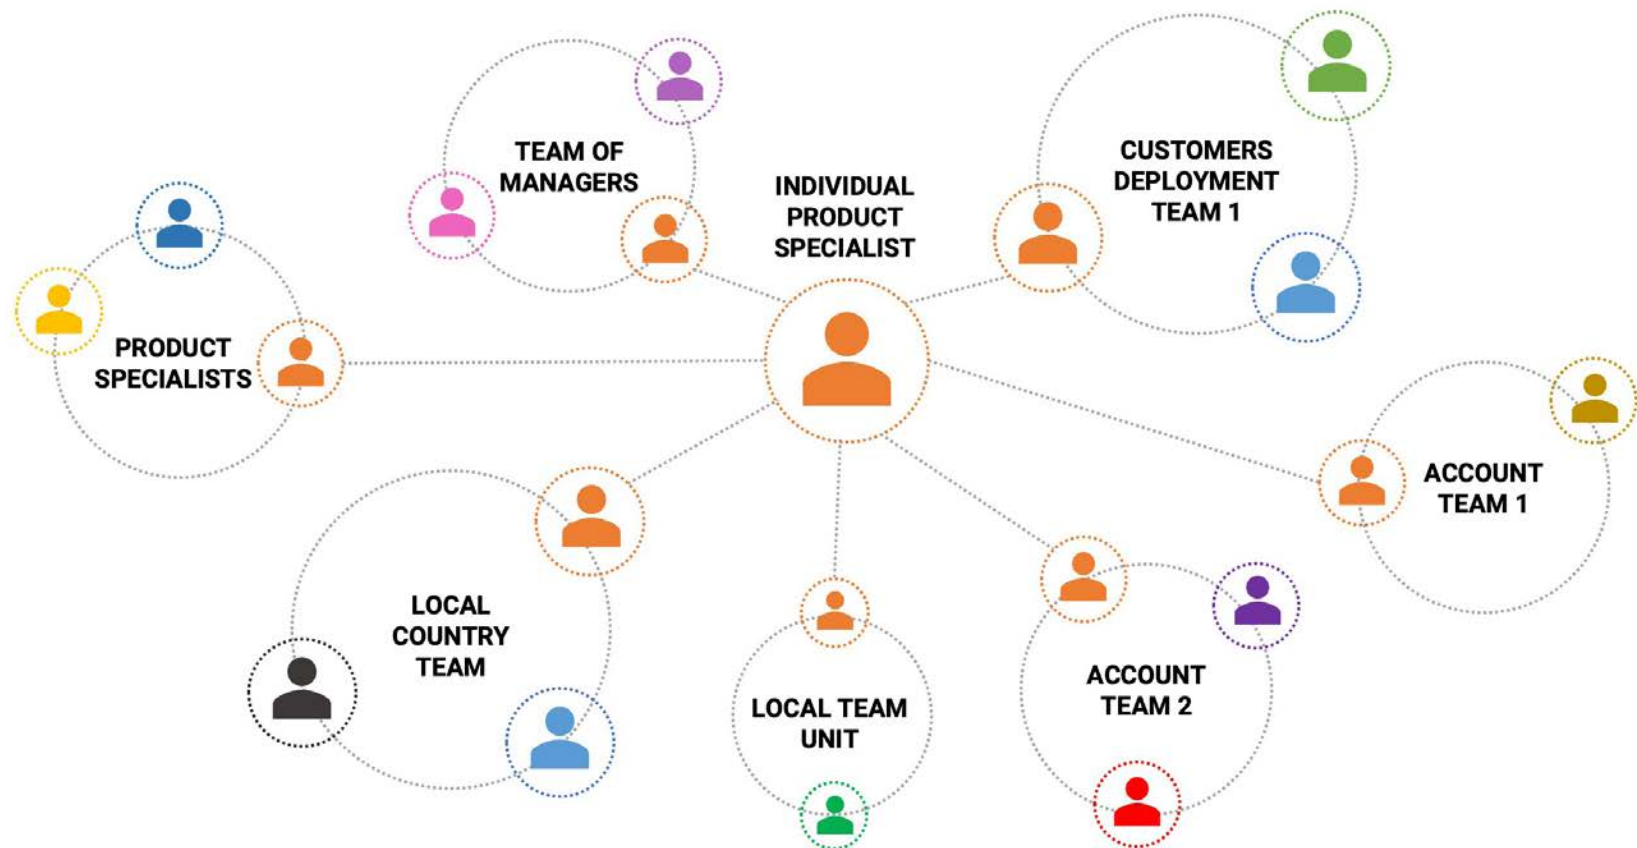 TEAM OF
MANAGERS
INDIVIDUAL
PRODUCT
SPECIALIST
CUSTOMERS
DEPLOYMENT
TEAM 1
PRODUCT
SPECIALISTS
ACCOUNT
TEAM 1
LOCAL
COUNTRY
TEAM
LOCAL TEAM
UNIT
ACCOUNT
TEAM 2